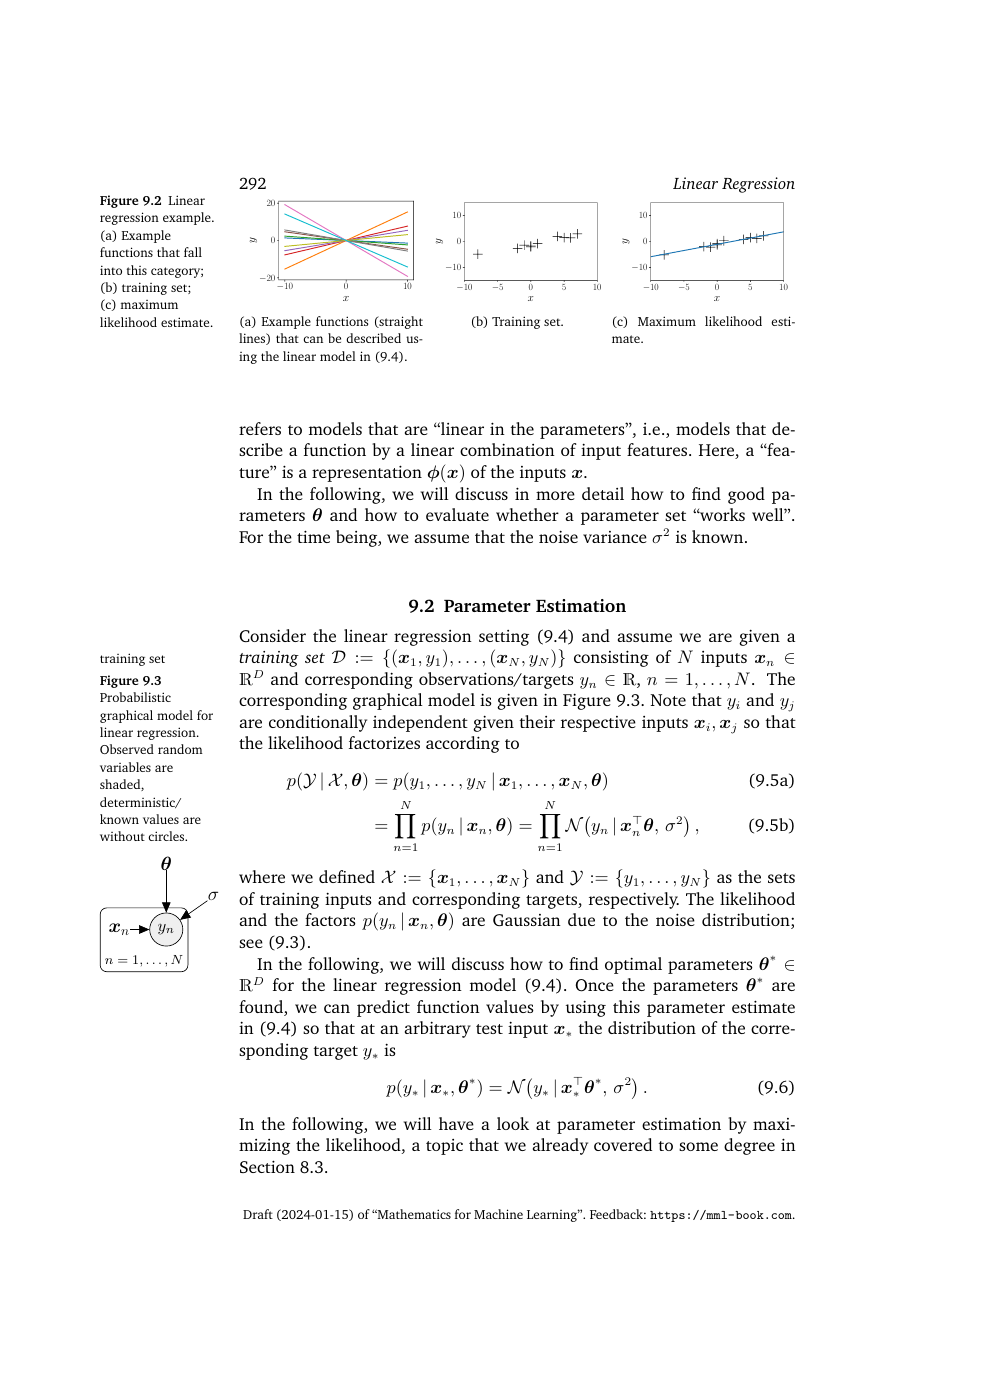 292
Linear Regression
Figure 9.2 Linear
regression example.
(a) Example
functions that fall
into this category;
(b) training set;
(c) maximum
likelihood estimate.
20
0
−20
y
−10
0
10
x
10
0
−10
y
−10
−5
0
5
10
x
10
0
−10
y
−10
−5
0
5
10
x
(a) Example functions (straight
lines) that can be described us-
ing the linear model in (9.4).
(b) Training set.
(c) Maximum likelihood esti-
mate.
refers to models that are “linear in the parameters”, i.e., models that de-
scribe a function by a linear combination of input features. Here, a “fea-
ture” is a representation ϕ(x) of the inputs x.
In the following, we will discuss in more detail how to find good pa-
rameters θ and how to evaluate whether a parameter set “works well”.
For the time being, we assume that the noise variance σ² is known.
9.2 Parameter Estimation
Consider the linear regression setting (9.4) and assume we are given a
training set 𝒟 := {(x₁, y₁), . . . , (x_N, y_N)} consisting of N inputs x_n ∈
ℝ^D and corresponding observations/targets y_n ∈ ℝ, n = 1, . . . , N. The
corresponding graphical model is given in Figure 9.3. Note that y_i and y_j
are conditionally independent given their respective inputs x_i, x_j so that
the likelihood factorizes according to
training set
Figure 9.3
Probabilistic
graphical model for
linear regression.
Observed random
variables are
shaded,
deterministic/
known values are
without circles.
θ
σ
x_n
y_n
n = 1, . . . , N
p(𝒴 | 𝒳, θ) = p(y₁, . . . , y_N | x₁, . . . , x_N, θ) (9.5a)
= ∏_{n=1}^{N} p(y_n | x_n, θ) = ∏_{n=1}^{N} 𝒩(y_n | x_n^⊤θ, σ²) , (9.5b)
where we defined 𝒳 := {x₁, . . . , x_N} and 𝒴 := {y₁, . . . , y_N} as the sets
of training inputs and corresponding targets, respectively. The likelihood
and the factors p(y_n | x_n, θ) are Gaussian due to the noise distribution;
see (9.3).
In the following, we will discuss how to find optimal parameters θ* ∈
ℝ^D for the linear regression model (9.4). Once the parameters θ* are
found, we can predict function values by using this parameter estimate
in (9.4) so that at an arbitrary test input x_* the distribution of the corre-
sponding target y_* is
p(y_* | x_*, θ*) = 𝒩(y_* | x_*^⊤θ*, σ²) . (9.6)
In the following, we will have a look at parameter estimation by maxi-
mizing the likelihood, a topic that we already covered to some degree in
Section 8.3.
Draft (2024-01-15) of “Mathematics for Machine Learning”. Feedback: https://mml-book.com.